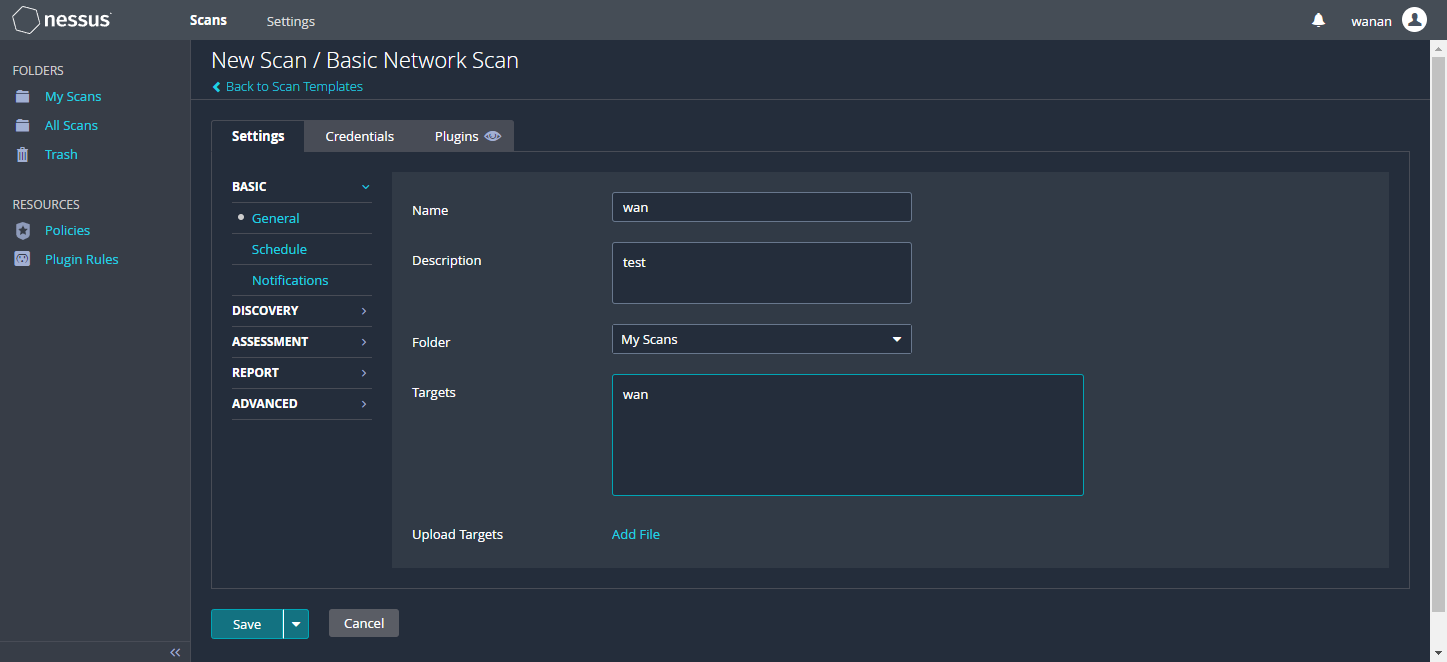 nessus
Scans
Settings
wanan
FOLDERS
My Scans
All Scans
Trash
RESOURCES
Policies
Plugin Rules
New Scan / Basic Network Scan
Back to Scan Templates
Settings
Credentials
Plugins
BASIC
General
Schedule
Notifications
DISCOVERY
ASSESSMENT
REPORT
ADVANCED
Name
wan
Description
test
Folder
My Scans
Targets
wan
Upload Targets
Add File
Save
Cancel